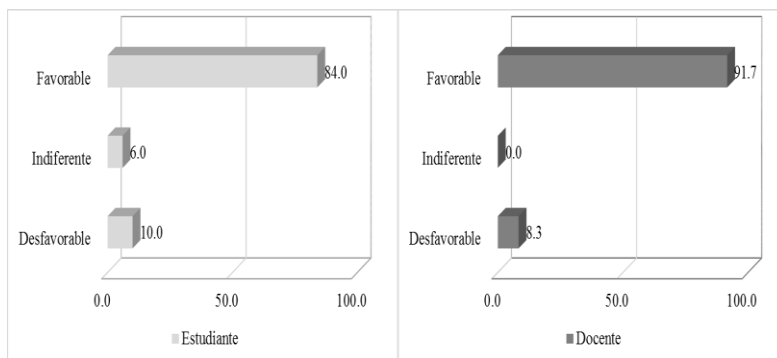 Favorable
84.0
Indiferente
6.0
Desfavorable
10.0
0.0
50.0
100.0
Estudiante
Favorable
91.7
Indiferente
0.0
Desfavorable
8.3
0.0
50.0
100.0
Docente